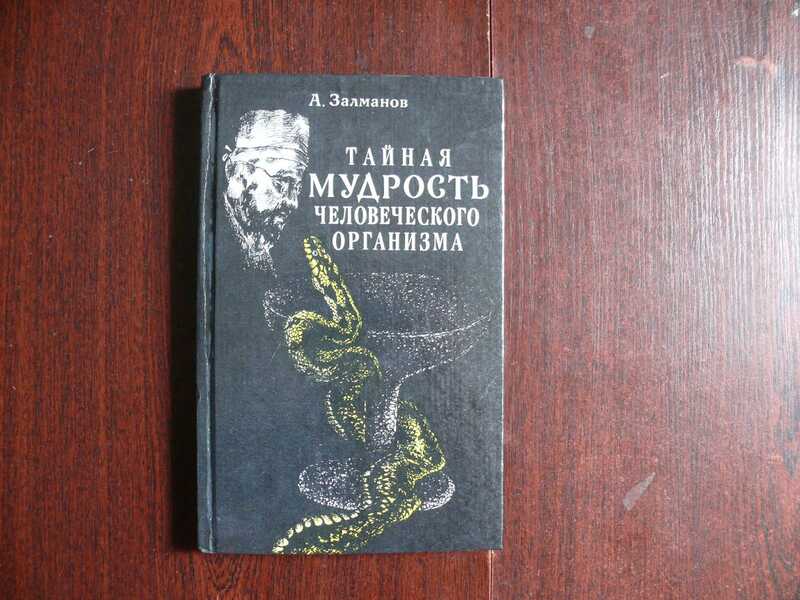 А. Залманов
ТАЙНАЯ
МУДРОСТЬ
ЧЕЛОВЕЧЕСКОГО
ОРГАНИЗМА